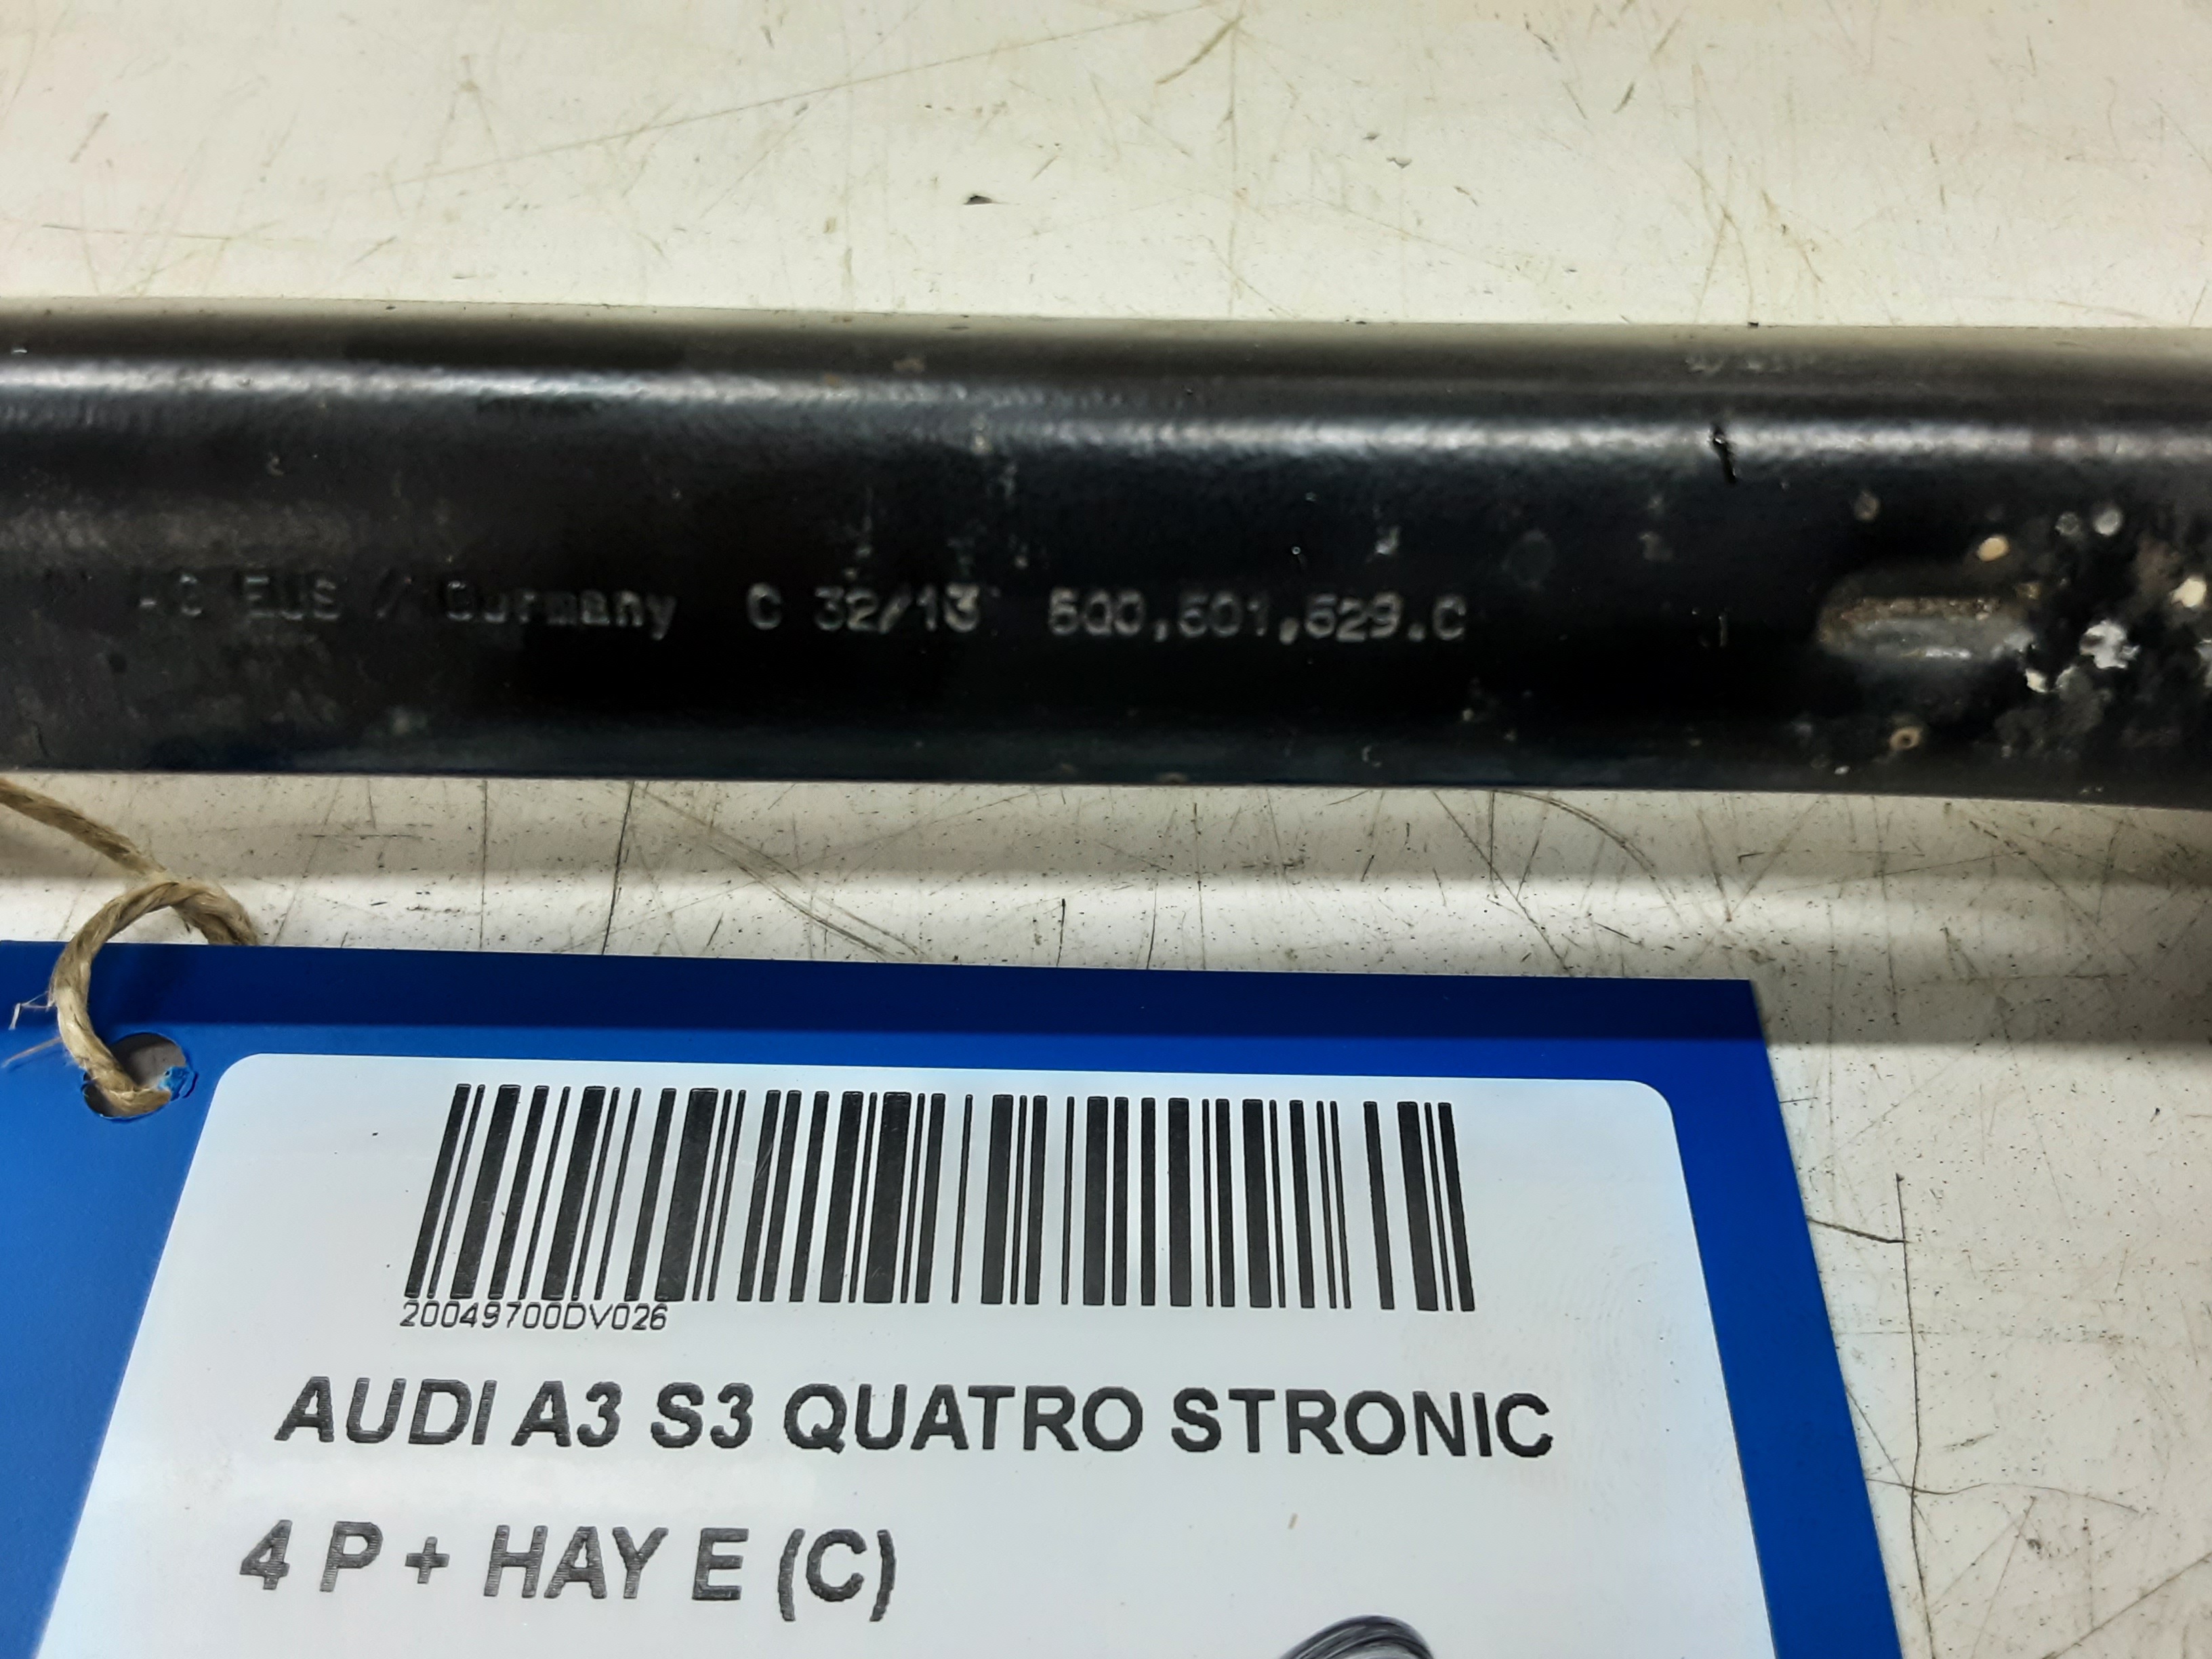 Germany C 32/13 5Q0,501,529.C
20049700DV026
AUDI A3 S3 QUATRO STRONIC
4 P + HAY E (C)